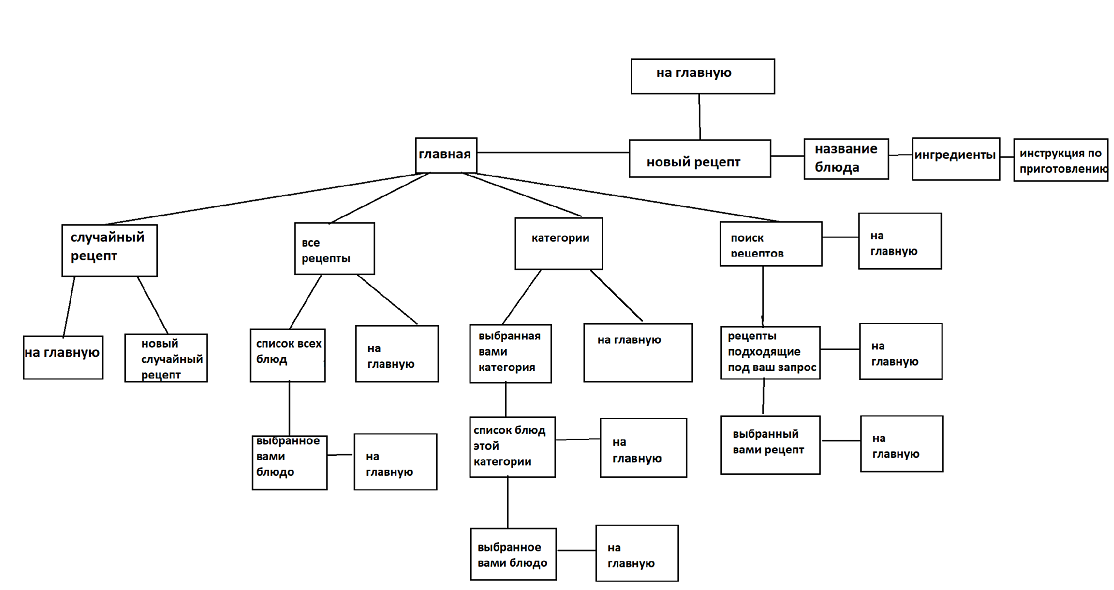 на главную
главная
новый рецепт
название
блюда
ингредиенты
инструкция по
приготовлению
случайный
рецепт
все
рецепты
категории
поиск
рецептов
на
главную
на главную
новый
случайный
рецепт
список всех
блюд
на
главную
выбранная
вами
категория
на главную
рецепты
подходящие
под ваш запрос
на
главную
выбранное
вами
блюдо
на
главную
список блюд
этой
категории
на
главную
выбранный
вами рецепт
на
главную
выбранное
вами блюдо
на
главную